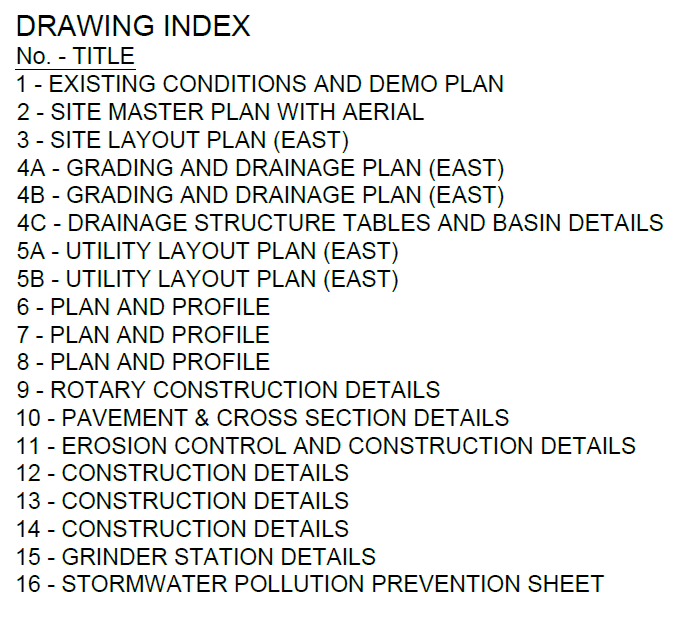 DRAWING INDEX
No. - TITLE
1 - EXISTING CONDITIONS AND DEMO PLAN
2 - SITE MASTER PLAN WITH AERIAL
3 - SITE LAYOUT PLAN (EAST)
4A - GRADING AND DRAINAGE PLAN (EAST)
4B - GRADING AND DRAINAGE PLAN (EAST)
4C - DRAINAGE STRUCTURE TABLES AND BASIN DETAILS
5A - UTILITY LAYOUT PLAN (EAST)
5B - UTILITY LAYOUT PLAN (EAST)
6 - PLAN AND PROFILE
7 - PLAN AND PROFILE
8 - PLAN AND PROFILE
9 - ROTARY CONSTRUCTION DETAILS
10 - PAVEMENT & CROSS SECTION DETAILS
11 - EROSION CONTROL AND CONSTRUCTION DETAILS
12 - CONSTRUCTION DETAILS
13 - CONSTRUCTION DETAILS
14 - CONSTRUCTION DETAILS
15 - GRINDER STATION DETAILS
16 - STORMWATER POLLUTION PREVENTION SHEET